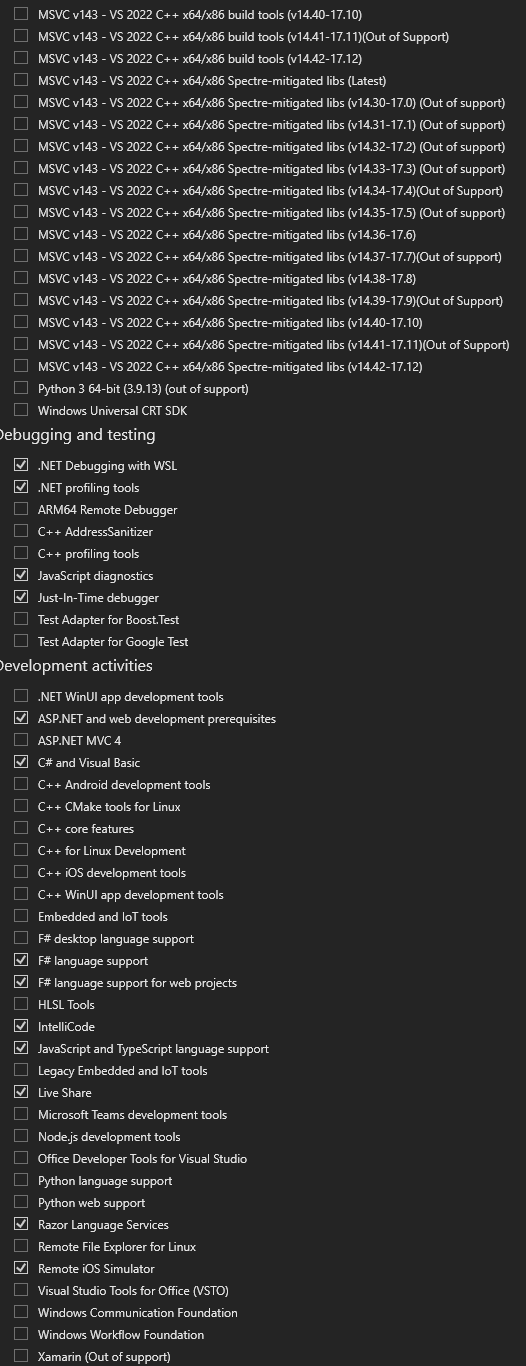 MSVC v143 - VS 2022 C++ x64/x86 build tools (v14.40-17.10)
MSVC v143 - VS 2022 C++ x64/x86 build tools (v14.41-17.11)(Out of Support)
MSVC v143 - VS 2022 C++ x64/x86 build tools (v14.42-17.12)
MSVC v143 - VS 2022 C++ x64/x86 Spectre-mitigated libs (Latest)
MSVC v143 - VS 2022 C++ x64/x86 Spectre-mitigated libs (v14.30-17.0) (Out of support)
MSVC v143 - VS 2022 C++ x64/x86 Spectre-mitigated libs (v14.31-17.1) (Out of support)
MSVC v143 - VS 2022 C++ x64/x86 Spectre-mitigated libs (v14.32-17.2) (Out of support)
MSVC v143 - VS 2022 C++ x64/x86 Spectre-mitigated libs (v14.33-17.3) (Out of support)
MSVC v143 - VS 2022 C++ x64/x86 Spectre-mitigated libs (v14.34-17.4)(Out of Support)
MSVC v143 - VS 2022 C++ x64/x86 Spectre-mitigated libs (v14.35-17.5) (Out of support)
MSVC v143 - VS 2022 C++ x64/x86 Spectre-mitigated libs (v14.36-17.6)
MSVC v143 - VS 2022 C++ x64/x86 Spectre-mitigated libs (v14.37-17.7)(Out of support)
MSVC v143 - VS 2022 C++ x64/x86 Spectre-mitigated libs (v14.38-17.8)
MSVC v143 - VS 2022 C++ x64/x86 Spectre-mitigated libs (v14.39-17.9)(Out of Support)
MSVC v143 - VS 2022 C++ x64/x86 Spectre-mitigated libs (v14.40-17.10)
MSVC v143 - VS 2022 C++ x64/x86 Spectre-mitigated libs (v14.41-17.11)(Out of Support)
MSVC v143 - VS 2022 C++ x64/x86 Spectre-mitigated libs (v14.42-17.12)
Python 3 64-bit (3.9.13) (out of support)
Windows Universal CRT SDK
Debugging and testing
.NET Debugging with WSL
.NET profiling tools
ARM64 Remote Debugger
C++ AddressSanitizer
C++ profiling tools
JavaScript diagnostics
Just-In-Time debugger
Test Adapter for Boost.Test
Test Adapter for Google Test
Development activities
.NET WinUI app development tools
ASP.NET and web development prerequisites
ASP.NET MVC 4
C# and Visual Basic
C++ Android development tools
C++ CMake tools for Linux
C++ core features
C++ for Linux Development
C++ iOS development tools
C++ WinUI app development tools
Embedded and IoT tools
F# desktop language support
F# language support
F# language support for web projects
HLSL Tools
IntelliCode
JavaScript and TypeScript language support
Legacy Embedded and IoT tools
Live Share
Microsoft Teams development tools
Node.js development tools
Office Developer Tools for Visual Studio
Python language support
Python web support
Razor Language Services
Remote File Explorer for Linux
Remote iOS Simulator
Visual Studio Tools for Office (VSTO)
Windows Communication Foundation
Windows Workflow Foundation
Xamarin (Out of support)